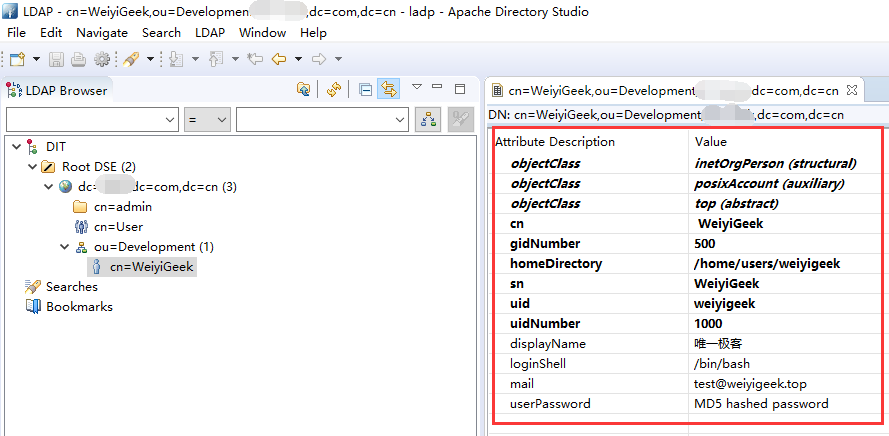 LDAP - cn=WeiyiGeek,ou=Development, ,dc=com,dc=cn - ladp - Apache Directory Studio
File Edit Navigate Search LDAP Window Help
LDAP Browser
=
DIT
Root DSE (2)
dc= dc=com,dc=cn (3)
cn=admin
cn=User
ou=Development (1)
cn=WeiyiGeek
Searches
Bookmarks
cn=WeiyiGeek,ou=Development, dc=com,dc=cn
DN: cn=WeiyiGeek,ou=Development, ,dc=com,dc=cn
Attribute Description Value
objectClass inetOrgPerson (structural)
objectClass posixAccount (auxiliary)
objectClass top (abstract)
cn WeiyiGeek
gidNumber 500
homeDirectory /home/users/weiyigeek
sn WeiyiGeek
uid weiyigeek
uidNumber 1000
displayName 唯一极客
loginShell /bin/bash
mail test@weiyigeek.top
userPassword MD5 hashed password